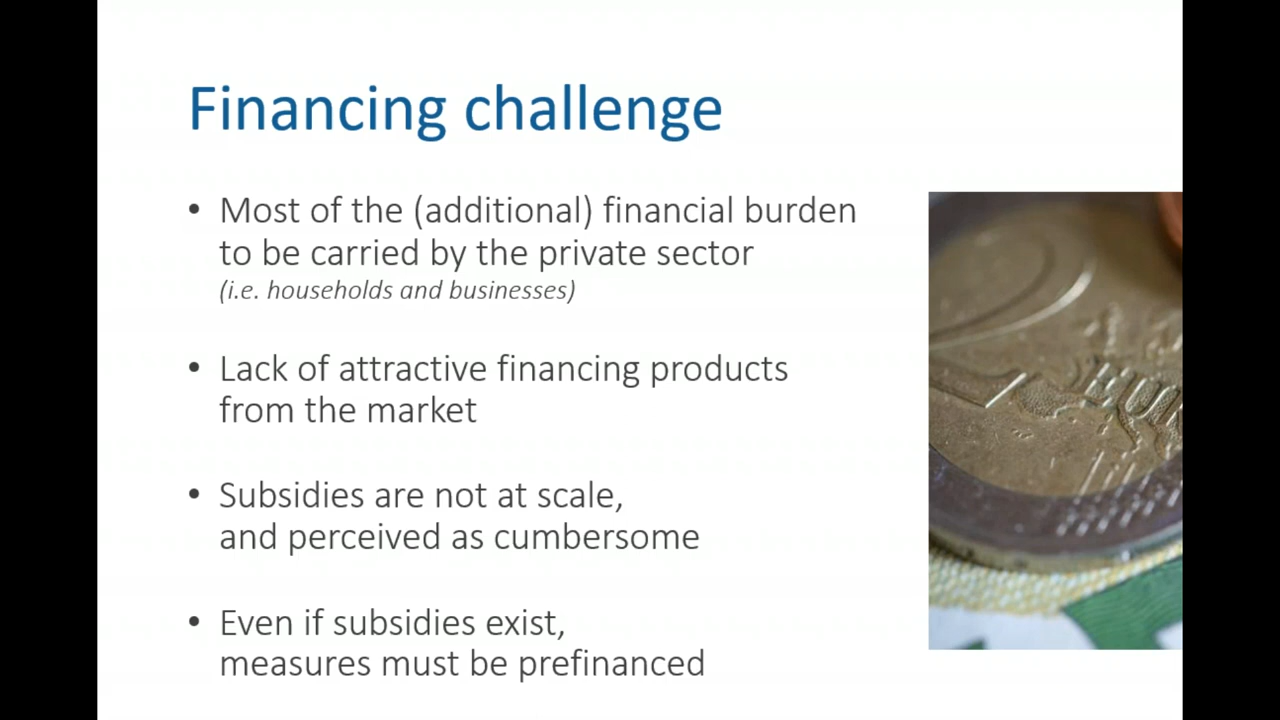 Financing challenge
• Most of the (additional) financial burden
to be carried by the private sector
(i.e. households and businesses)
• Lack of attractive financing products
from the market
• Subsidies are not at scale,
and perceived as cumbersome
• Even if subsidies exist,
measures must be prefinanced
2